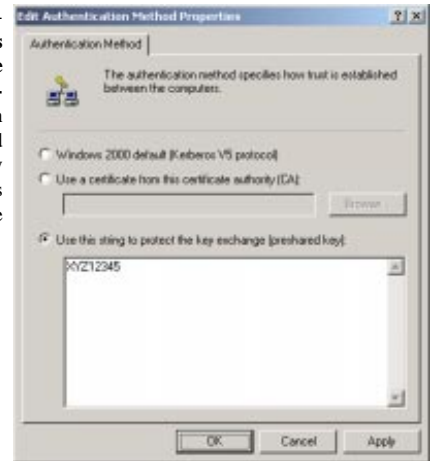 Edit Authentication Method Properties
Authentication Method
The authentication method specifies how trust is established
between the computers.
Windows 2000 default (Kerberos V5 protocol)
Use a certificate from this certificate authority (CA):
Browse...
Use this string to protect the key exchange (preshared key):
XYZ12345
OK Cancel Apply